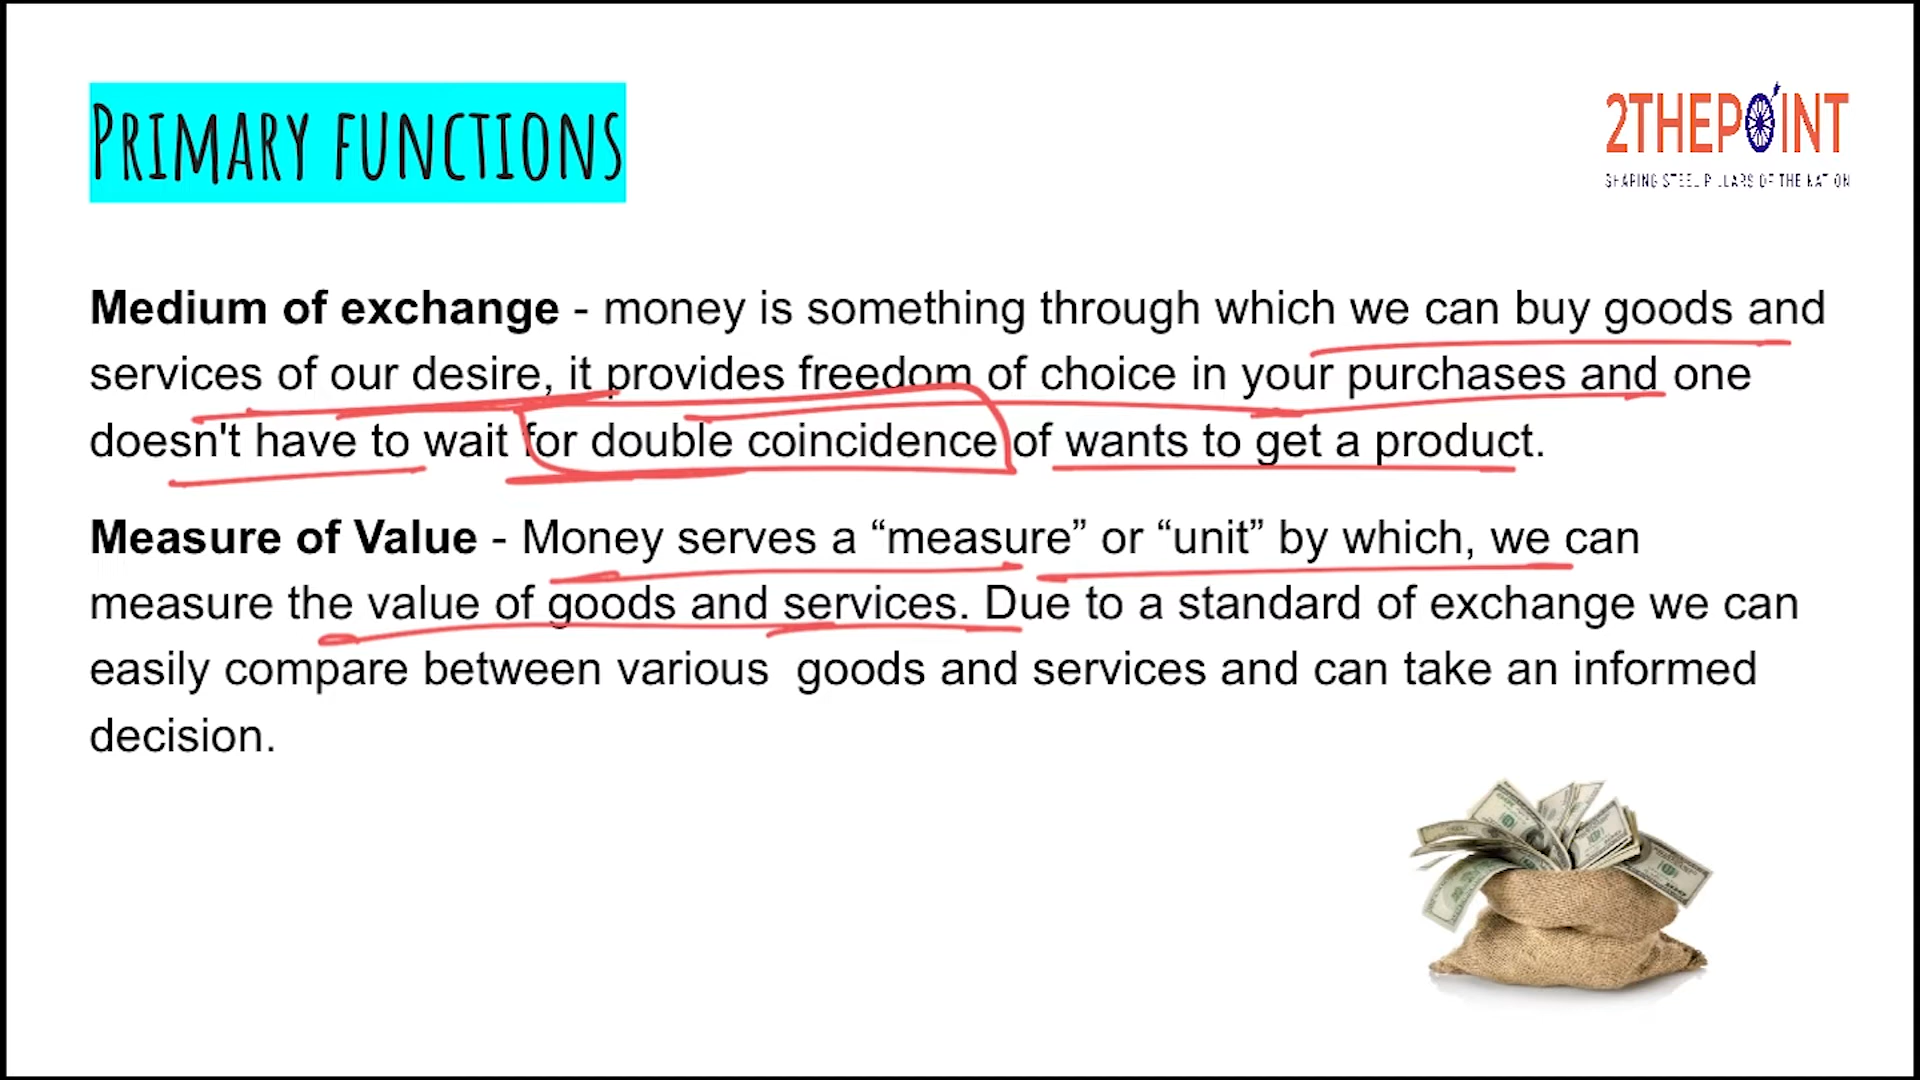 PRIMARY FUNCTIONS
2THEPOINT
SHAPING STEEL PILLARS OF THE NATION
Medium of exchange - money is something through which we can buy goods and
services of our desire, it provides freedom of choice in your purchases and one
doesn't have to wait for double coincidence of wants to get a product.
Measure of Value - Money serves a “measure” or “unit” by which, we can
measure the value of goods and services. Due to a standard of exchange we can
easily compare between various  goods and services and can take an informed
decision.